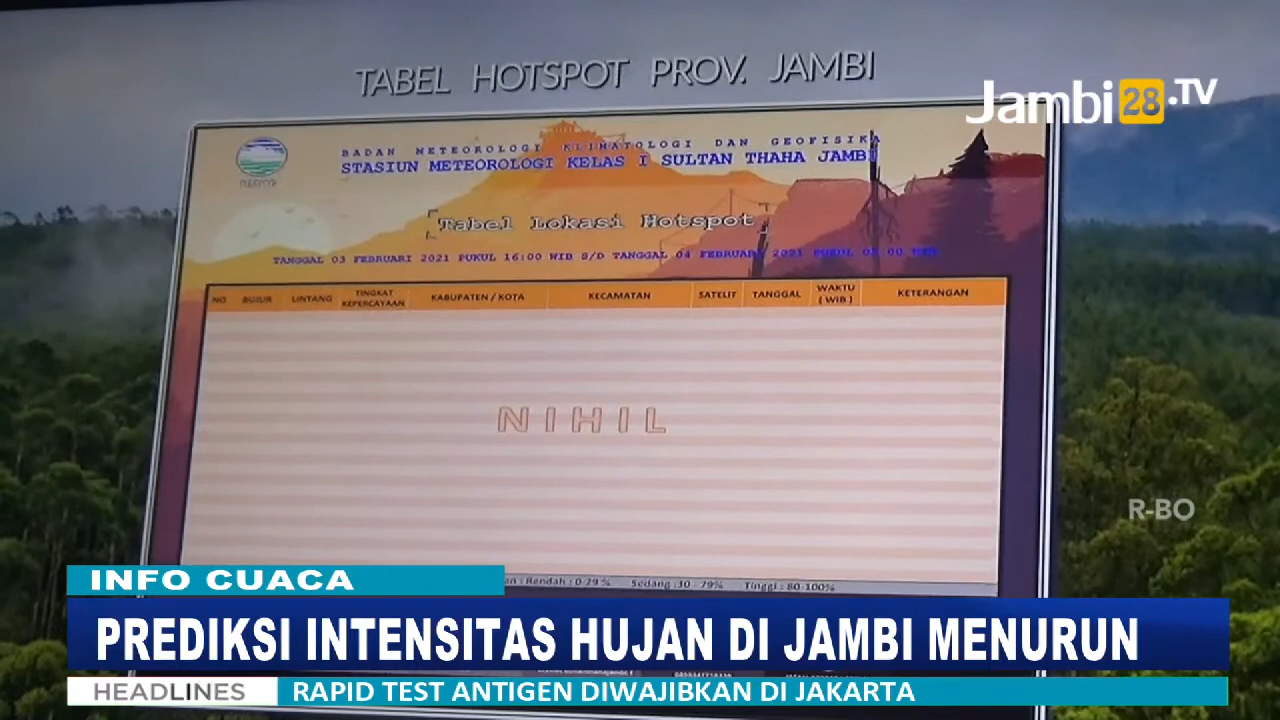 TABEL HOTSPOT PROV. JAMBI
Jambi28.TV
BADAN METEOROLOGI KLIMATOLOGI DAN GEOFISIKA
STASIUN METEOROLOGI KELAS I SULTAN THAHA JAMBI
Tabel Lokasi Hotspot
TANGGAL 03 FEBRUARI 2021 PUKUL 16:00 WIB S/D TANGGAL 04 FEBRUARI 2021 PUKUL
NO BUJUR LINTANG TINGKAT KEPERCAYAAN KABUPATEN / KOTA KECAMATAN SATELIT TANGGAL WAKTU ( WIB ) KETERANGAN
NIHIL
R-BO
: Rendah : 0-29 % Sedang : 30 - 79% Tinggi : 80-100%
INFO CUACA
PREDIKSI INTENSITAS HUJAN DI JAMBI MENURUN
HEADLINES RAPID TEST ANTIGEN DIWAJIBKAN DI JAKARTA